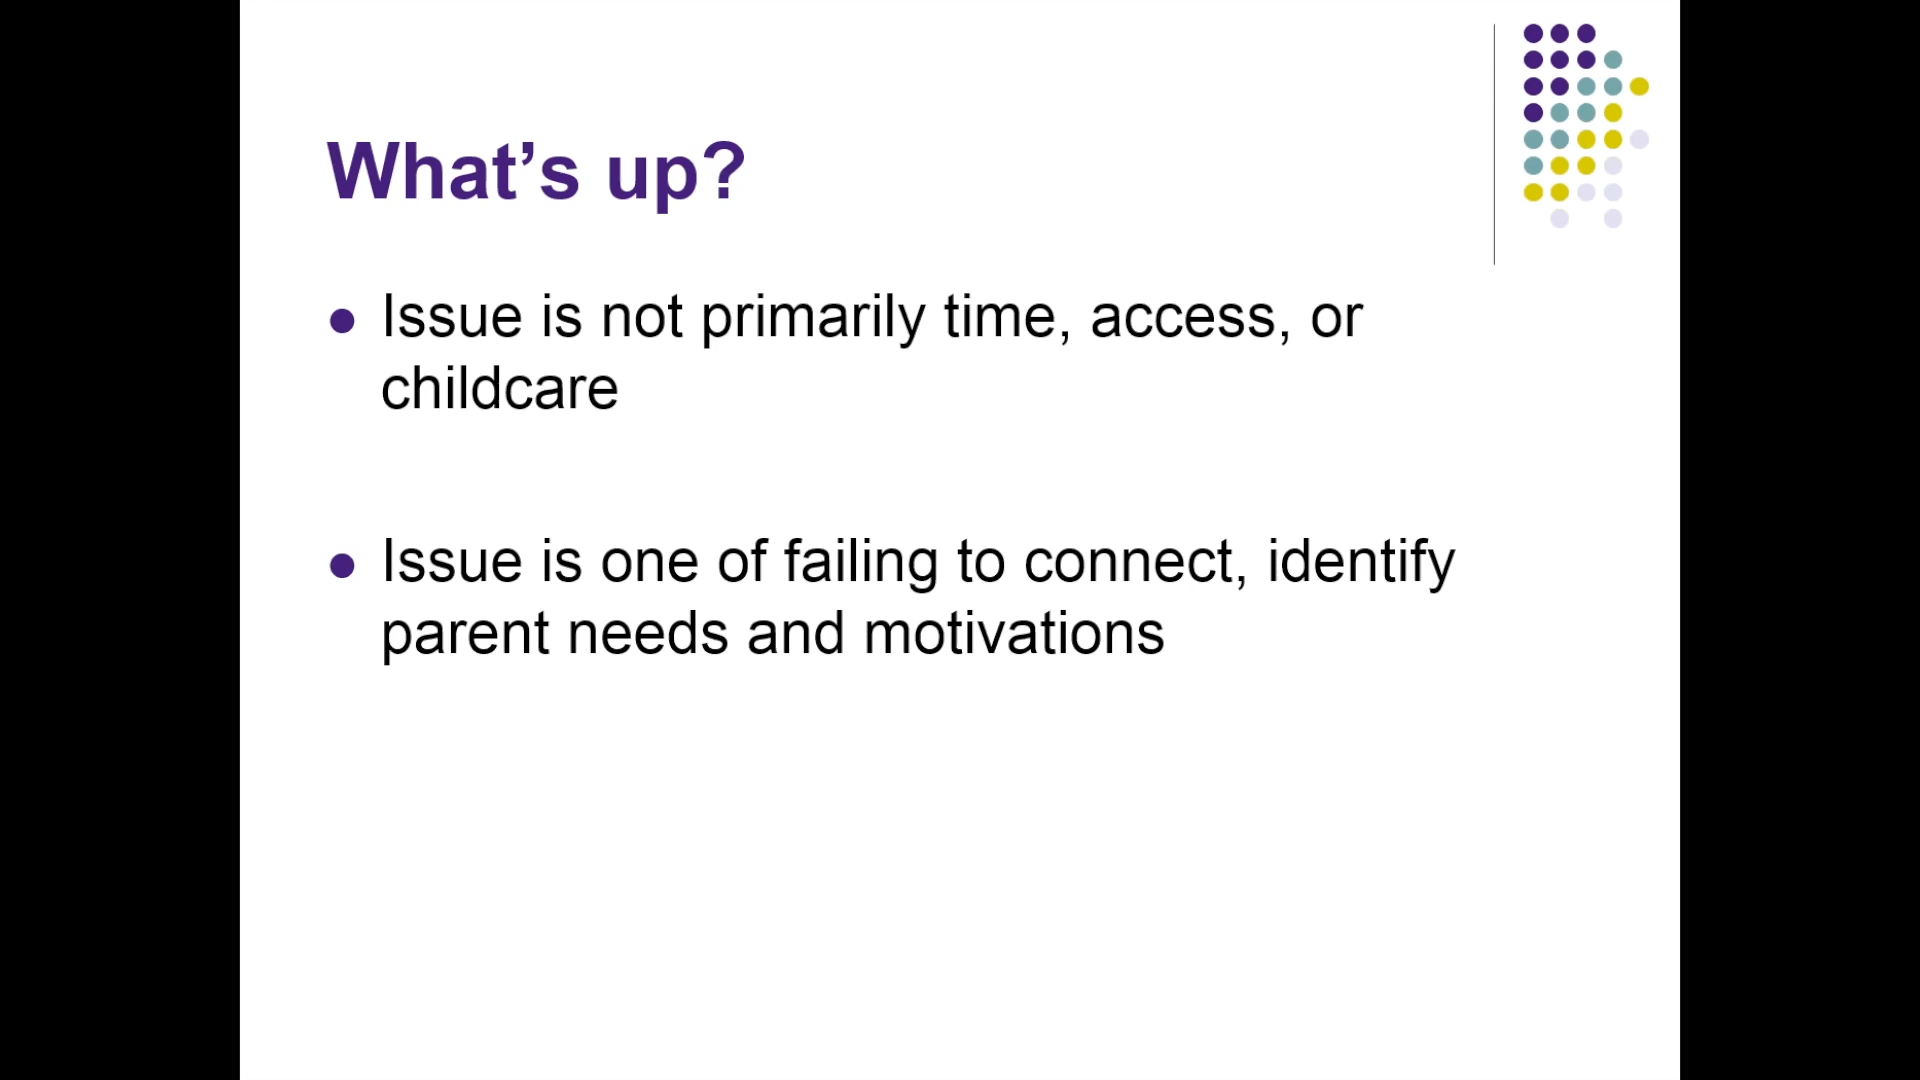 What’s up?
Issue is not primarily time, access, or
childcare
Issue is one of failing to connect, identify
parent needs and motivations